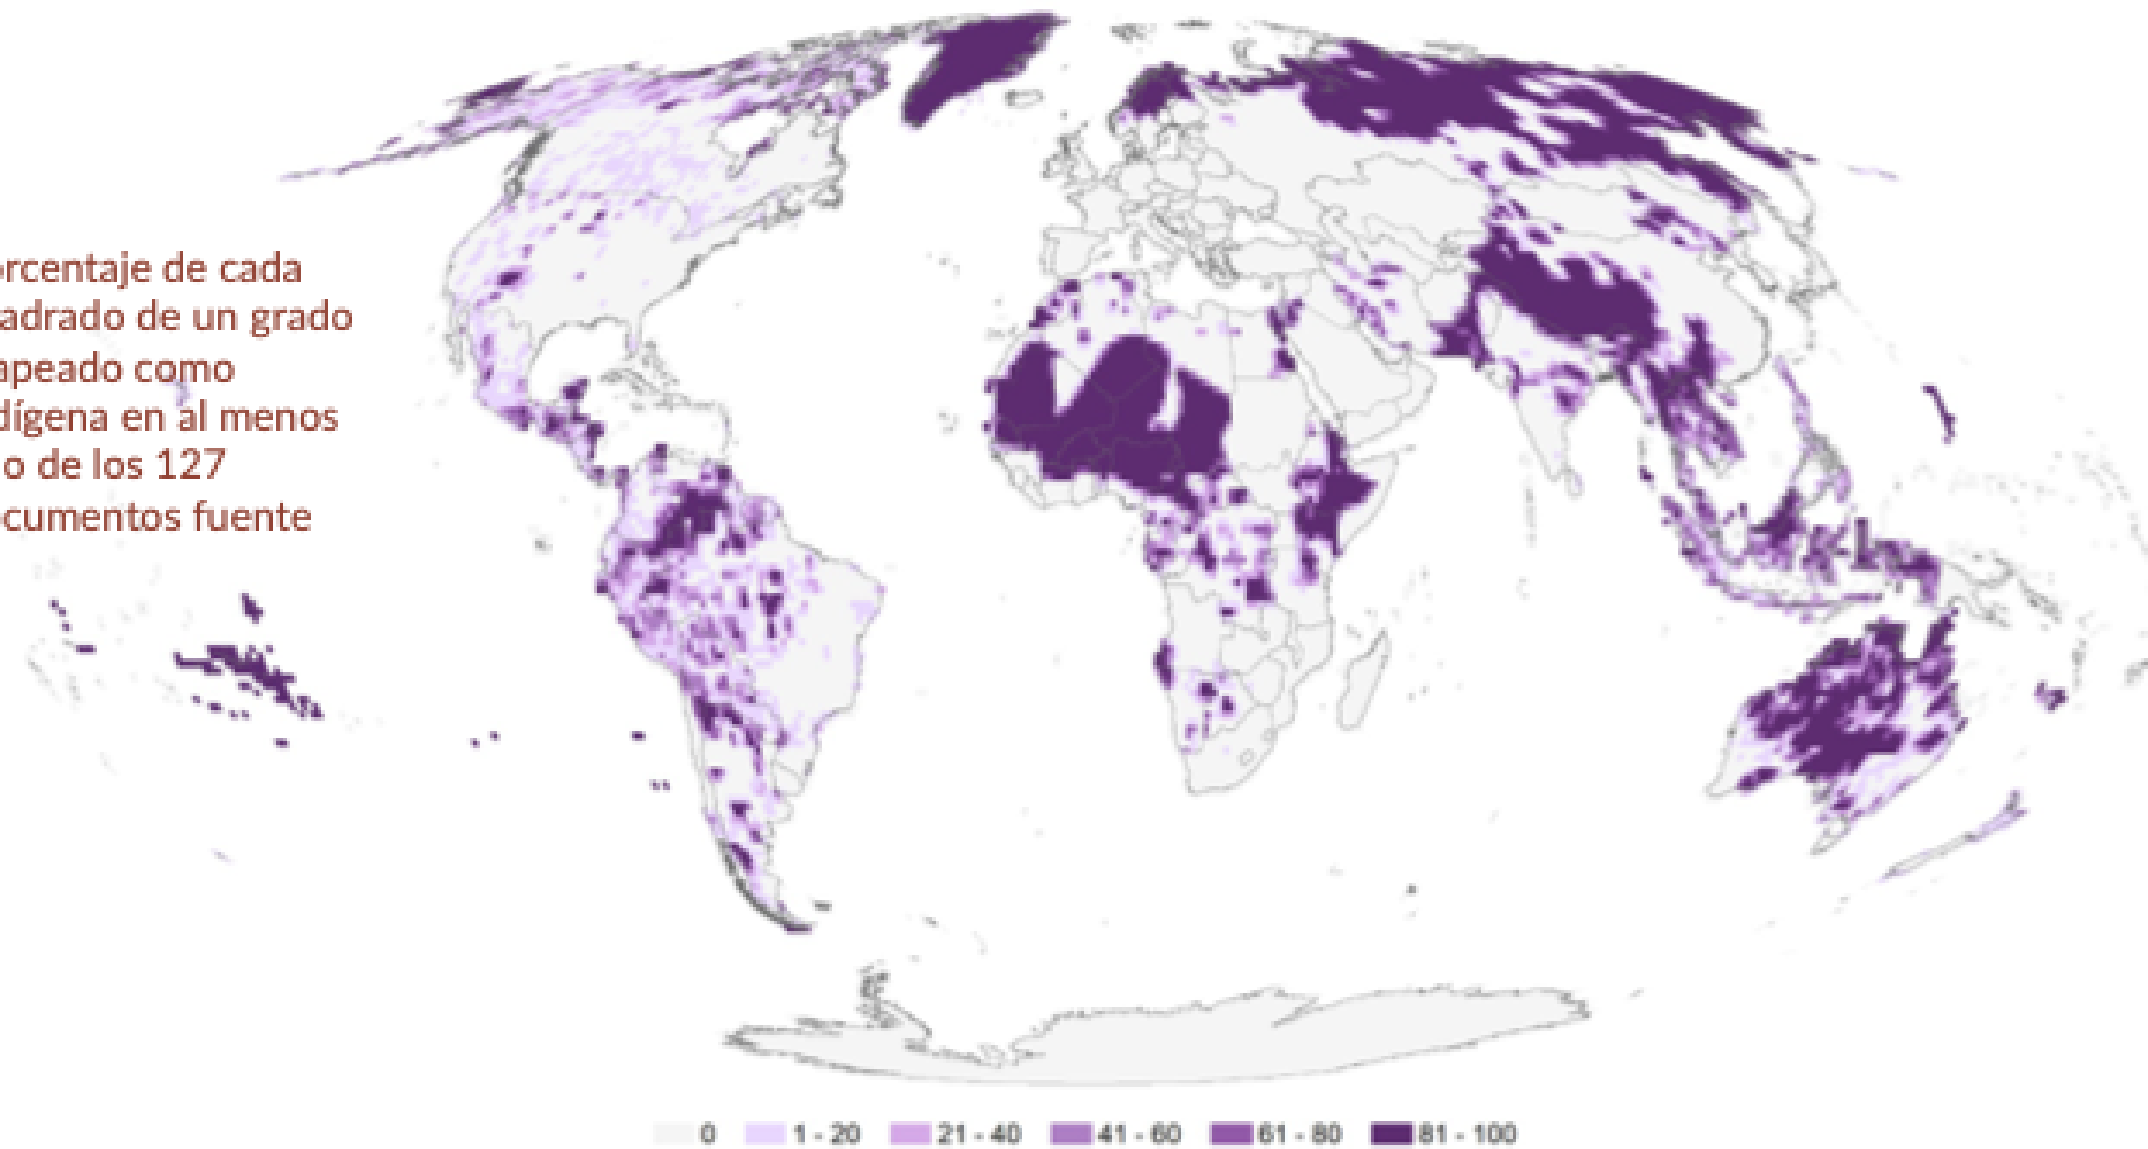 orcentaje de cada
adrado de un grado
apeado como
dígena en al menos
o de los 127
cumentos fuente
0 1 - 20 21 - 40 41 - 60 61 - 80 81 - 100